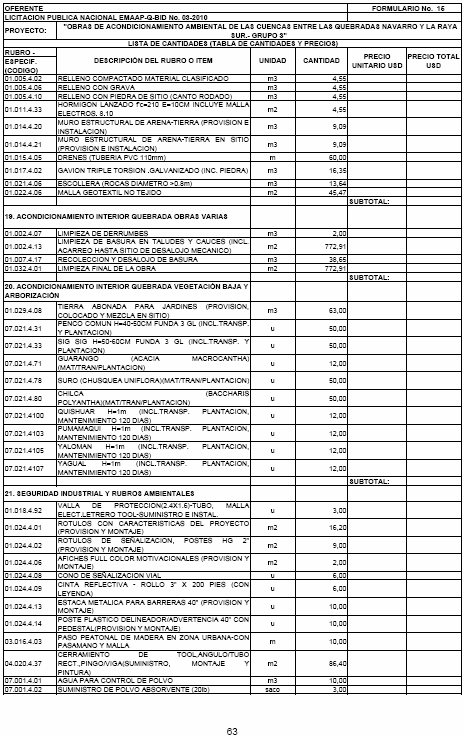 OFERENTE FORMULARIO No. 15
LICITACION PUBLICA NACIONAL EMAAP-Q-BID No. 03-2010
PROYECTO: "OBRAS DE ACONDICIONAMIENTO AMBIENTAL DE LAS CUENCAS ENTRE LAS QUEBRADAS NAVARRO Y LA RAYA SUR.- GRUPO 3"
LISTA DE CANTIDADES (TABLA DE CANTIDADES Y PRECIOS)
RUBRO - ESPECIF. (CODIGO) DESCRIPCIÓN DEL RUBRO O ITEM UNIDAD CANTIDAD PRECIO UNITARIO USD PRECIO TOTAL USD
01.005.4.02 RELLENO COMPACTADO MATERIAL CLASIFICADO m3 4,55
01.005.4.06 RELLENO CON GRAVA m3 4,55
01.005.4.10 RELLENO CON PIEDRA DE SITIO (CANTO RODADO) m3 4,55
01.011.4.33 HORMIGON LANZADO f'c=210 E=10CM INCLUYE MALLA ELECTROS. 8.10 m2 4,55
01.014.4.20 MURO ESTRUCTURAL DE ARENA-TIERRA (PROVISION E INSTALACION) m3 9,09
01.014.4.21 MURO ESTRUCTURAL DE ARENA-TIERRA EN SITIO (PROVISION E INSTALACION) m3 9,09
01.015.4.05 DRENES (TUBERIA PVC 110mm) m 60,00
01.017.4.02 GAVION TRIPLE TORSION .GALVANIZADO (INC. PIEDRA) m3 16,35
01.021.4.06 ESCOLLERA (ROCAS DIAMETRO >0.8m) m3 13,64
01.022.4.06 MALLA GEOTEXTIL NO TEJIDO m2 45,47
SUBTOTAL:
19. ACONDICIONAMIENTO INTERIOR QUEBRADA OBRAS VARIAS
01.002.4.07 LIMPIEZA DE DERRUMBES m3 2,00
01.002.4.13 LIMPIEZA DE BASURA EN TALUDES Y CAUCES (INCL. ACARREO HASTA SITIO DE DESALOJO MECANICO) m2 772,91
01.007.4.17 RECOLECCION Y DESALOJO DE BASURA m3 38,65
01.032.4.01 LIMPIEZA FINAL DE LA OBRA m2 772,91
SUBTOTAL:
20. ACONDICIONAMIENTO INTERIOR QUEBRADA VEGETACIÓN BAJA Y ARBORIZACIÓN
01.029.4.08 TIERRA ABONADA PARA JARDINES (PROVISION, COLOCADO Y MEZCLA EN SITIO) m3 63,00
07.021.4.31 PENCO COMUN H=40-50CM FUNDA 3 GL (INCL.TRANSP. Y PLANTACION) u 50,00
07.021.4.33 SIG SIG H=50-60CM FUNDA 3 GL (INCL.TRANSP. Y PLANTACION) u 50,00
07.021.4.71 GUARANGO (ACACIA MACROCANTHA) (MAT/TRAN/PLANTACION) u 12,00
07.021.4.78 SURO (CHUSQUEA UNIFLORA)(MAT/TRAN/PLANTACION) u 50,00
07.021.4.80 CHILCA (BACCHARIS POLYANTHA)(MAT/TRAN/PLANTACION) u 50,00
07.021.4100 QUISHUAR H=1m (INCL.TRANSP. PLANTACION, MANTENIMIENTO 120 DIAS) u 12,00
07.021.4103 PUMAMAQUI H=1m (INCL.TRANSP. PLANTACION, MANTENIMIENTO 120 DIAS) u 12,00
07.021.4105 YALOMAN H=1m (INCL.TRANSP. PLANTACION, MANTENIMIENTO 120 DIAS) u 12,00
07.021.4107 YAGUAL H=1m (INCL.TRANSP. PLANTACION, MANTENIMIENTO 120 DIAS) u 12,00
SUBTOTAL:
21. SEGURIDAD INDUSTRIAL Y RUBROS AMBIENTALES
01.018.4.92 VALLA DE PROTECCION(2.4X1.6)-TUBO, MALLA ELECT.LETRERO TOOL-SUMINISTRO E INSTAL. u 3,00
01.024.4.01 ROTULOS CON CARACTERISTICAS DEL PROYECTO (PROVISION Y MONTAJE) m2 16,20
01.024.4.02 ROTULOS DE SEÑALIZACION, POSTES HG 2" (PROVISION Y MONTAJE) m2 9,00
01.024.4.06 AFICHES FULL COLOR MOTIVACIONALES (PROVISION Y MONTAJE) m2 2,00
01.024.4.08 CONO DE SEÑALIZACION VIAL u 6,00
01.024.4.09 CINTA REFLECTIVA - ROLLO 3" X 200 PIES (CON LEYENDA) u 6,00
01.024.4.13 ESTACA METALICA PARA BARRERAS 40" (PROVISION Y MONTAJE) u 10,00
01.024.4.14 POSTE PLASTICO DELINEADOR/ADVERTENCIA 40" CON PEDESTAL(PROVISION Y MONTAJE) u 10,00
03.016.4.03 PASO PEATONAL DE MADERA EN ZONA URBANA-CON PASAMANO Y MALLA m 10,00
04.020.4.37 CERRAMIENTO DE TOOL,ANGULO/TUBO RECT.,PINGO/VIGA(SUMINISTRO, MONTAJE Y PINTURA) m2 86,40
07.001.4.01 AGUA PARA CONTROL DE POLVO m3 10,00
07.001.4.02 SUMINISTRO DE POLVO ABSORVENTE (20lb) saco 3,00
63